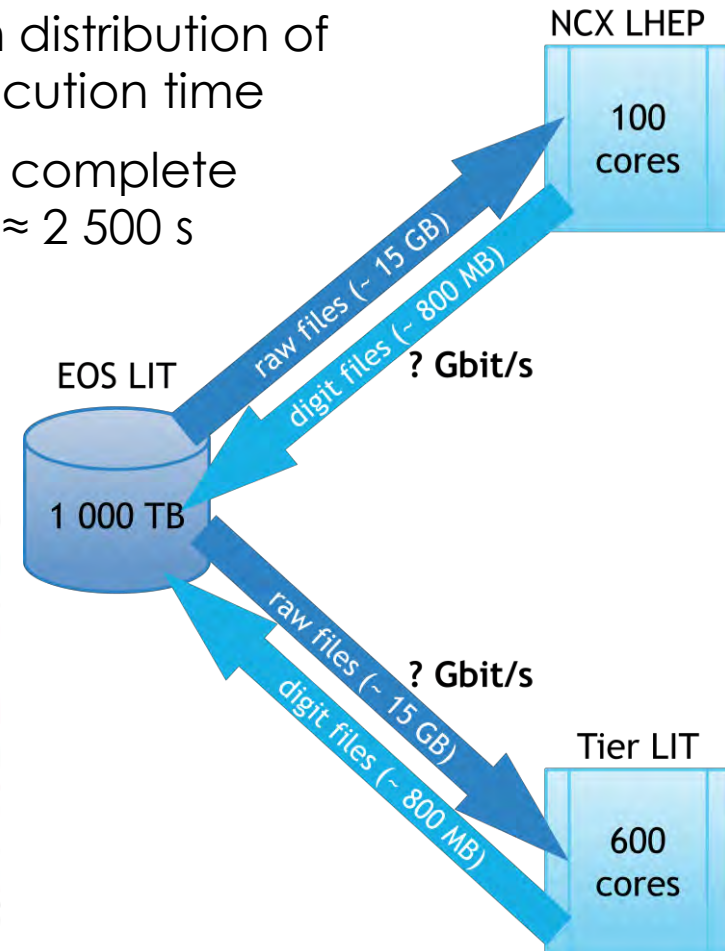 distribution of
cution time
complete
≈ 2 500 s
NCX LHEP
100
cores
raw files (~ 15 GB)
digit files (~ 800 MB)
? Gbit/s
EOS LIT
1 000 TB
raw files (~ 15 GB)
? Gbit/s
digit files (~ 800 MB)
Tier LIT
600
cores